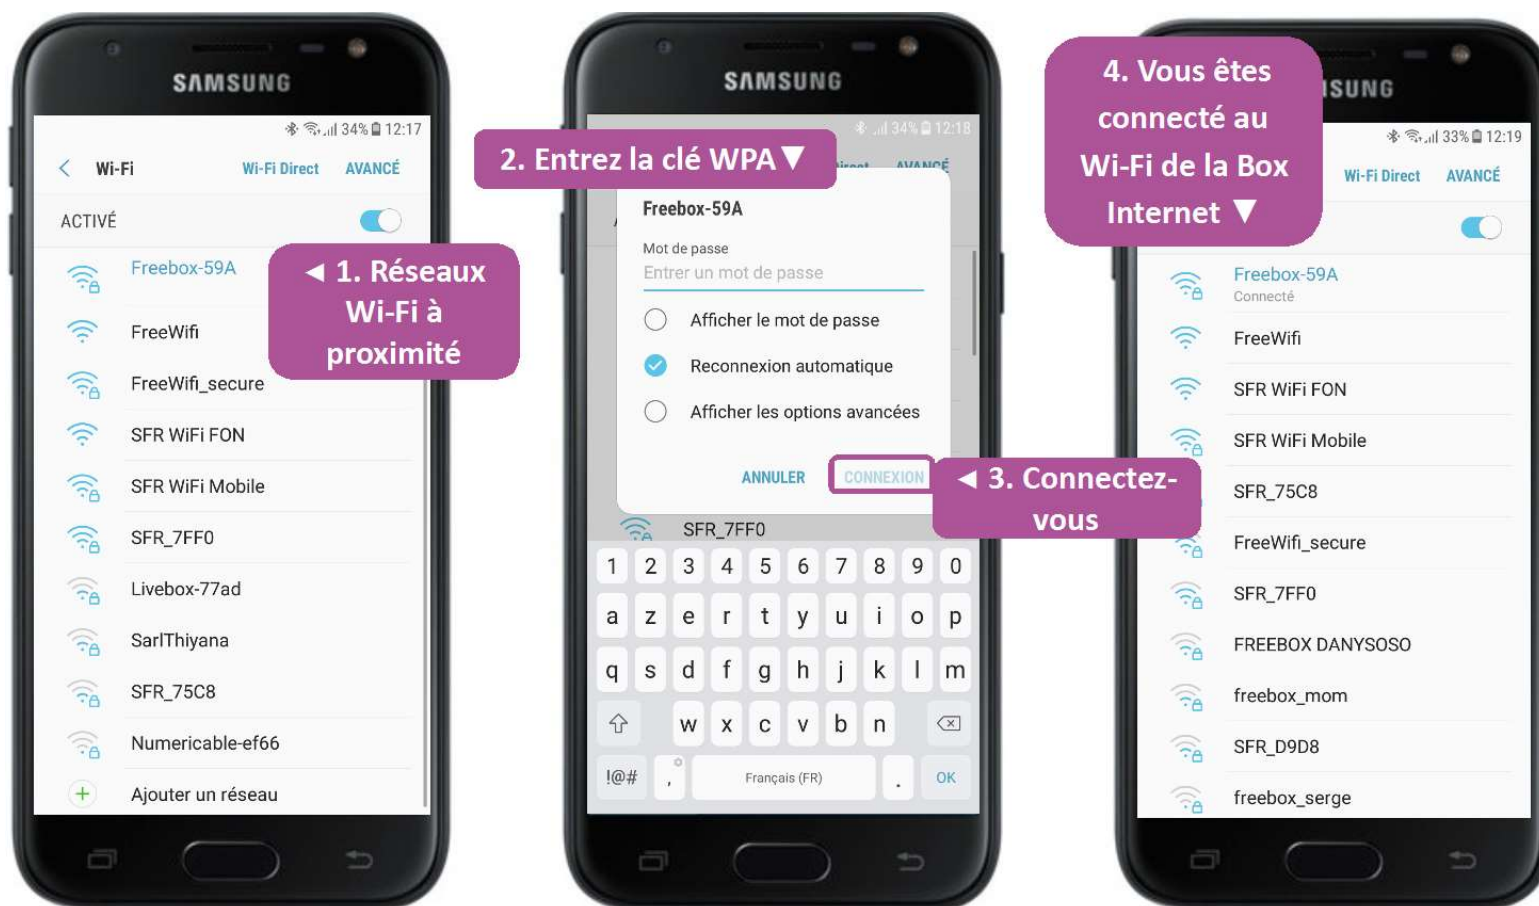 SAMSUNG
34% 12:17
Wi-Fi Wi-Fi Direct AVANCÉ
ACTIVÉ
Freebox-59A
◄ 1. Réseaux
Wi-Fi à
proximité
FreeWifi
FreeWifi_secure
SFR WiFi FON
SFR WiFi Mobile
SFR_7FF0
Livebox-77ad
SarlThiyana
SFR_75C8
Numericable-ef66
Ajouter un réseau
SAMSUNG
34% 12:18
2. Entrez la clé WPA▼
AVANCÉ
Freebox-59A
Mot de passe
Entrer un mot de passe
Afficher le mot de passe
Reconnexion automatique
Afficher les options avancées
ANNULER CONNEXION
◄ 3. Connectez-
vous
SFR_7FF0
1 2 3 4 5 6 7 8 9 0
a z e r t y u i o p
q s d f g h j k l m
w x c v b n
!@# , Français (FR) . OK
4. Vous êtes
connecté au
Wi-Fi de la Box
Internet ▼
33% 12:19
Wi-Fi Direct AVANCÉ
Freebox-59A
Connecté
FreeWifi
SFR WiFi FON
SFR WiFi Mobile
SFR_75C8
FreeWifi_secure
SFR_7FF0
FREEBOX DANYSOSO
freebox_mom
SFR_D9D8
freebox_serge